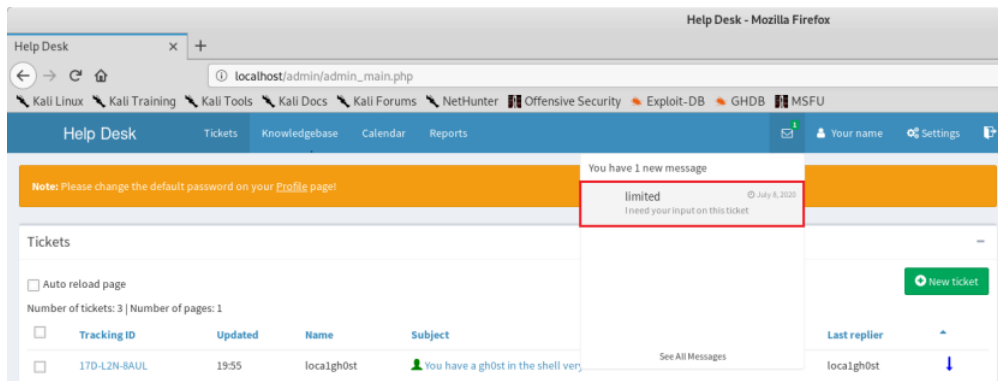 Help Desk - Mozilla Firefox
Help Desk
localhost/admin/admin_main.php
Kali Linux Kali Training Kali Tools Kali Docs Kali Forums NetHunter Offensive Security Exploit-DB GHDB MSFU
Help Desk Tickets Knowledgebase Calendar Reports 1 Your name Settings
You have 1 new message
Note: Please change the default password on your Profile page!
limited July 8, 2020
I need your input on this ticket
Tickets
Auto reload page
New ticket
Number of tickets: 3 | Number of pages: 1
Tracking ID Updated Name Subject Last replier
See All Messages
17D-L2N-8AUL 19:55 loca1gh0st You have a gh0st in the shell very loca1gh0st